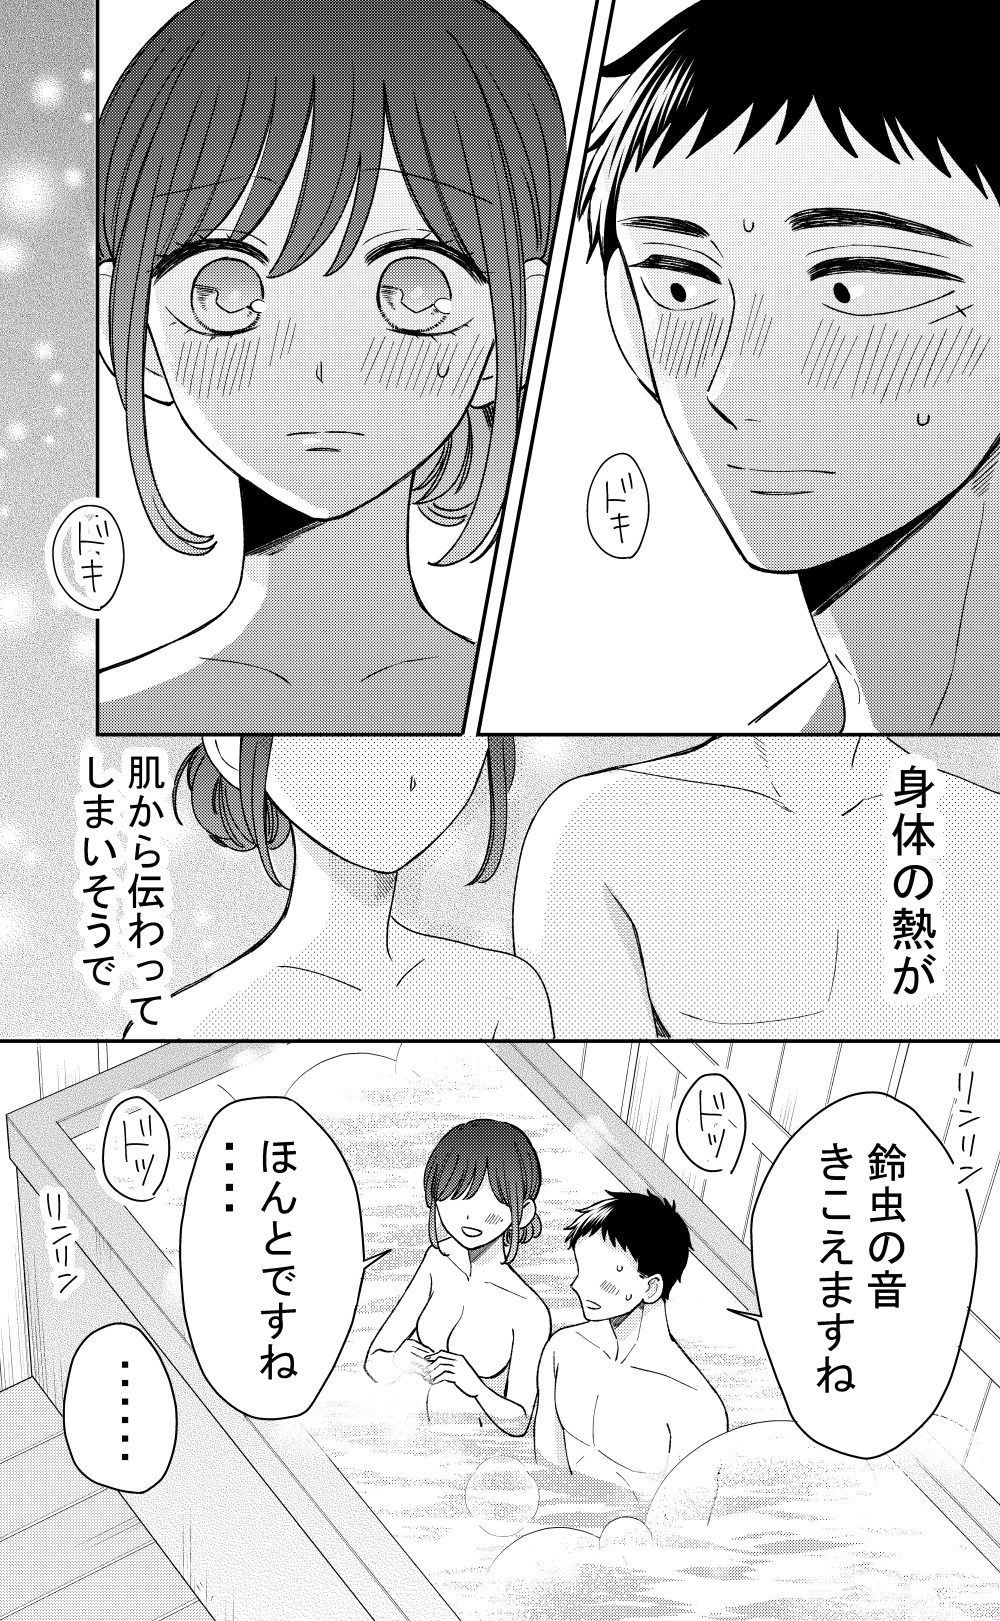 ドキ
ドキ
身体の熱が
肌から伝わって
しまいそうで
リンリン
鈴虫の音
きこえますね
ドッ
ほんとですね
・・・・
ドッ
リンリン
・・・・・